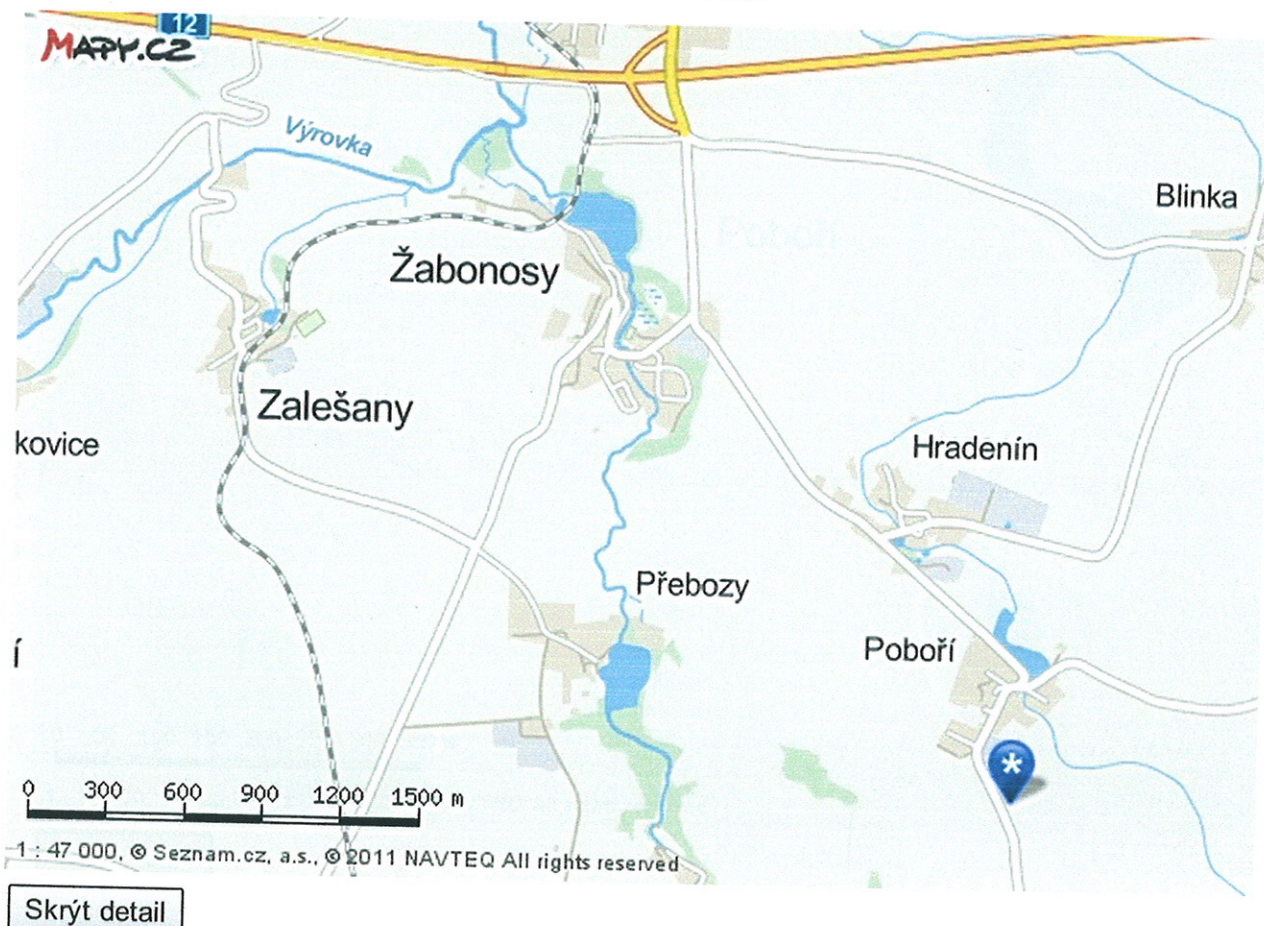 12
MAPY.CZ
Výrovka
Blinka
Žabonosy
Zalešany
kovice
Hradenín
Přebozy
Poboří
í
*
0 300 600 900 1200 1500 m
1 : 47 000, © Seznam.cz, a.s., © 2011 NAVTEQ All rights reserved
Skrýt detail